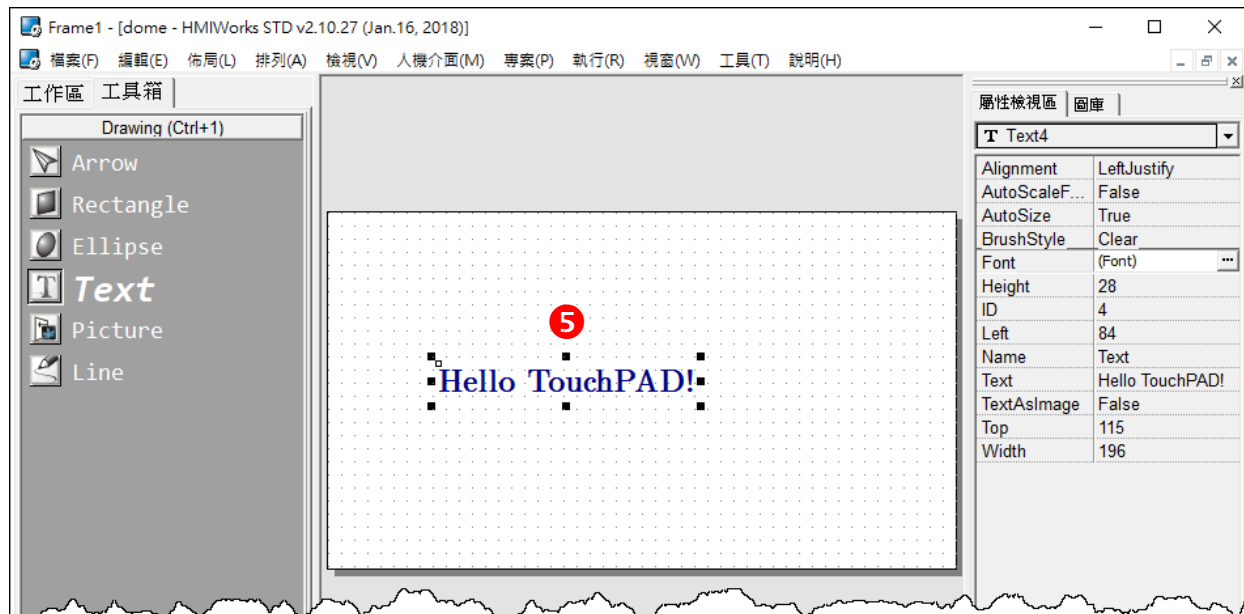 Frame1 - [dome - HMIWorks STD v2.10.27 (Jan.16, 2018)]
檔案(F) 編輯(E) 佈局(L) 排列(A) 檢視(V) 人機介面(M) 專案(P) 執行(R) 視窗(W) 工具(T) 說明(H)
工作區 工具箱
Drawing (Ctrl+1)
Arrow
Rectangle
Ellipse
Text
Picture
Line
5
Hello TouchPAD!
屬性檢視區 圖庫
T Text4
Alignment LeftJustify
AutoScaleF... False
AutoSize True
BrushStyle Clear
Font (Font) ...
Height 28
ID 4
Left 84
Name Text
Text Hello TouchPAD!
TextAsImage False
Top 115
Width 196